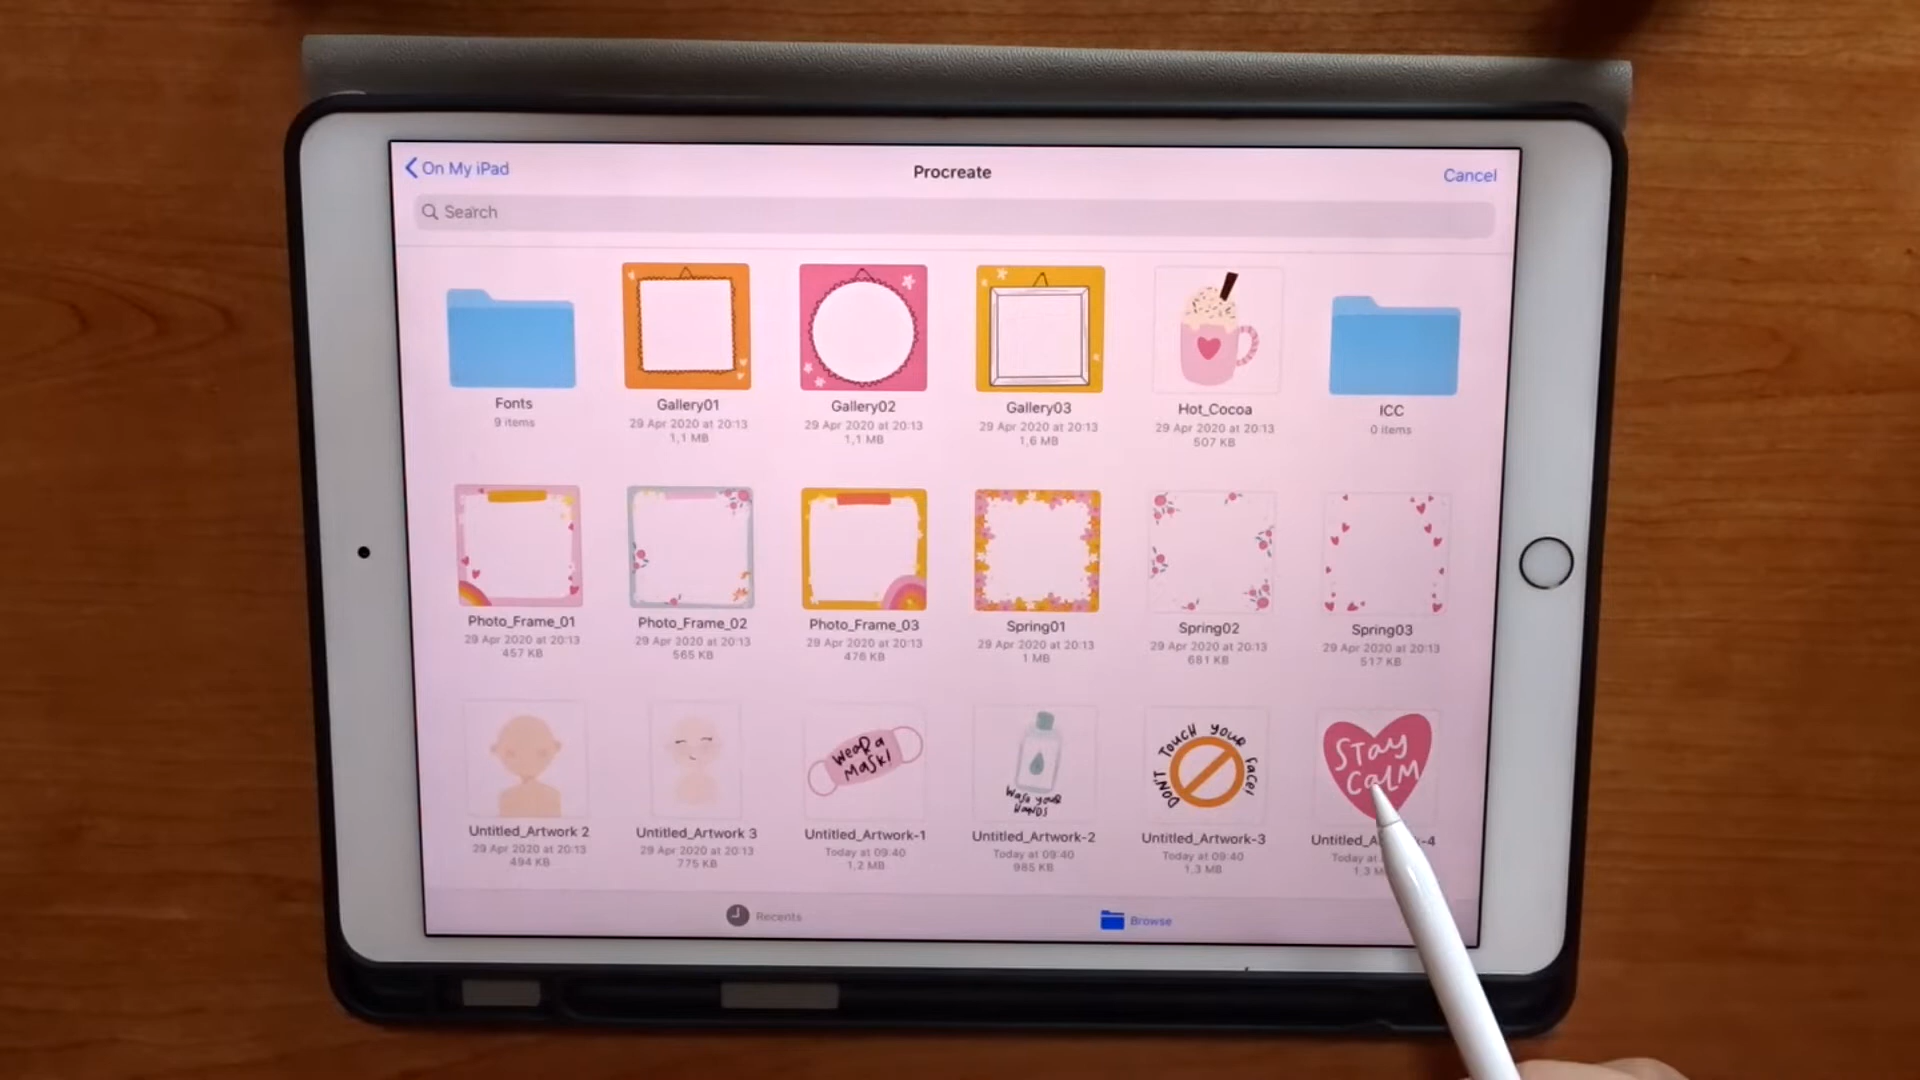 On My iPad
Procreate
Cancel
Search
Fonts
9 items
Gallery01
29 Apr 2020 at 20:13
1,1 MB
Gallery02
29 Apr 2020 at 20:13
1,1 MB
Gallery03
29 Apr 2020 at 20:13
1,6 MB
Hot_Cocoa
29 Apr 2020 at 20:13
507 KB
ICC
0 items
Photo_Frame_01
29 Apr 2020 at 20:13
457 KB
Photo_Frame_02
29 Apr 2020 at 20:13
565 KB
Photo_Frame_03
29 Apr 2020 at 20:13
476 KB
Spring01
29 Apr 2020 at 20:13
1 MB
Spring02
29 Apr 2020 at 20:13
681 KB
Spring03
29 Apr 2020 at 20:13
517 KB
Untitled_Artwork 2
29 Apr 2020 at 20:13
494 KB
Untitled_Artwork 3
29 Apr 2020 at 20:13
775 KB
WEAR a
MASK!
Untitled_Artwork-1
Today at 09:40
1,2 MB
WASH YOUR
HANDS
Untitled_Artwork-2
Today at 09:40
985 KB
DON'T TOUCH YOUR FACE!
Untitled_Artwork-3
Today at 09:40
1,3 MB
STAY
CALM
Today
1,3
Recents
Browse